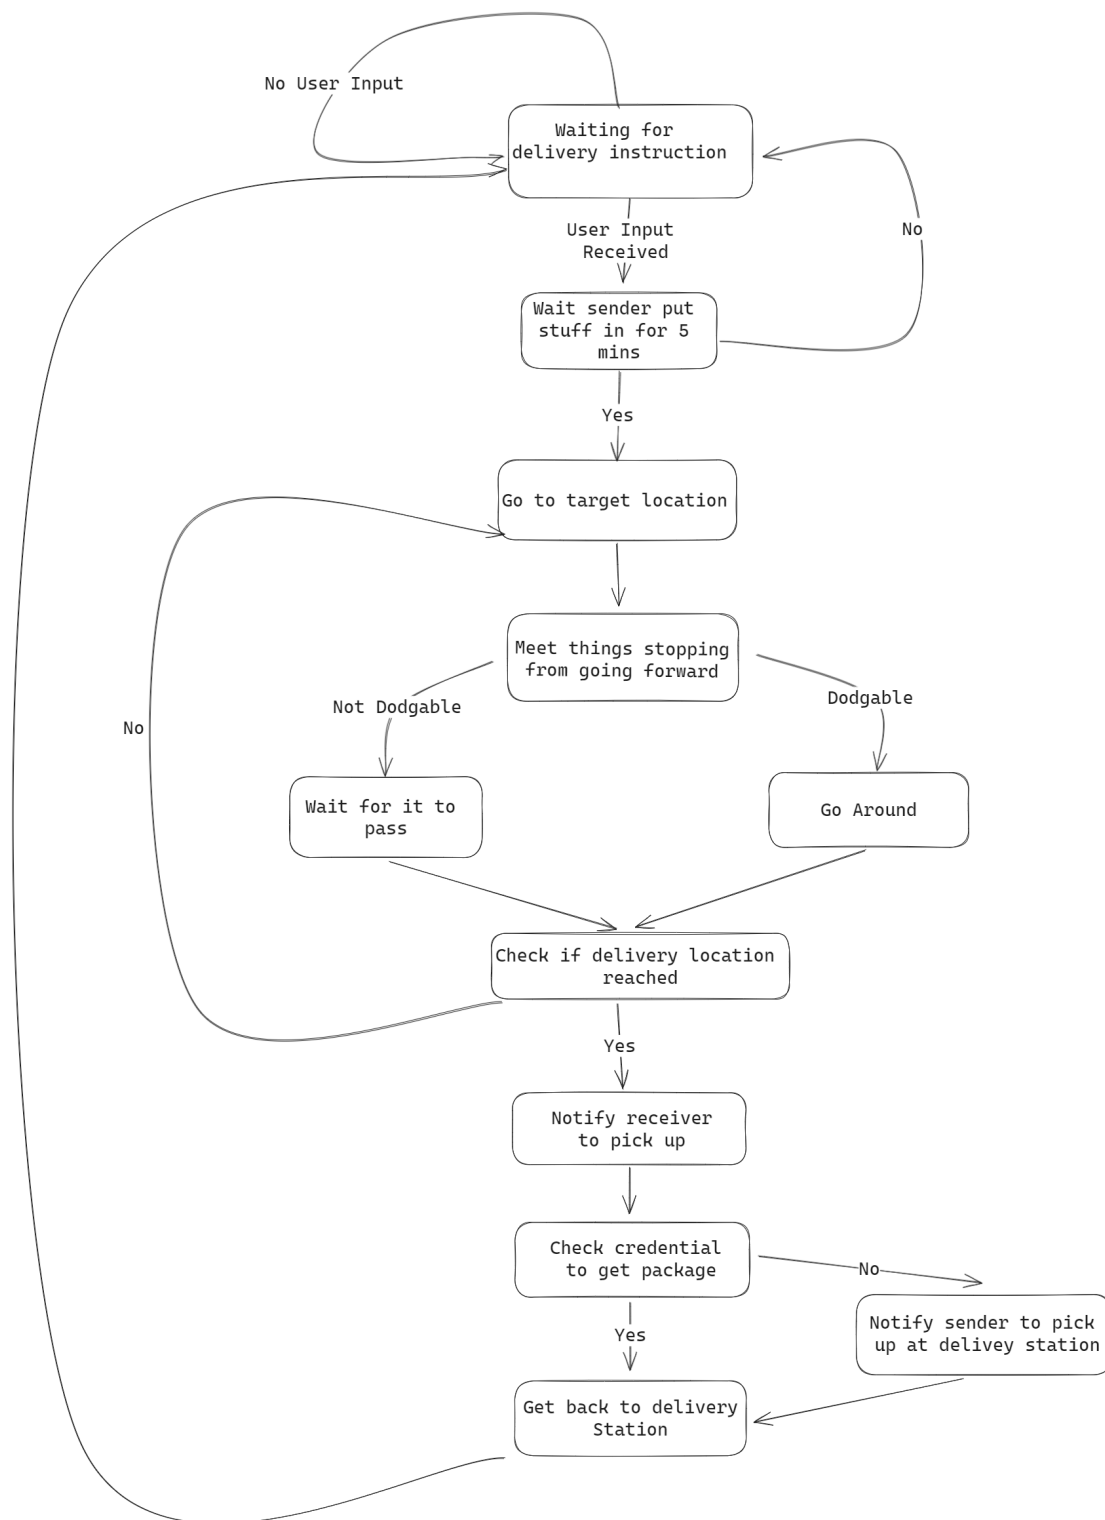 No User Input
Waiting for
delivery instruction
User Input
Received
No
Wait sender put
stuff in for 5
mins
Yes
Go to target location
Meet things stopping
from going forward
Not Dodgable
Dodgable
No
Wait for it to
pass
Go Around
Check if delivery location
reached
Yes
Notify receiver
to pick up
Check credential
to get package
No
Notify sender to pick
up at delivey station
Yes
Get back to delivery
Station